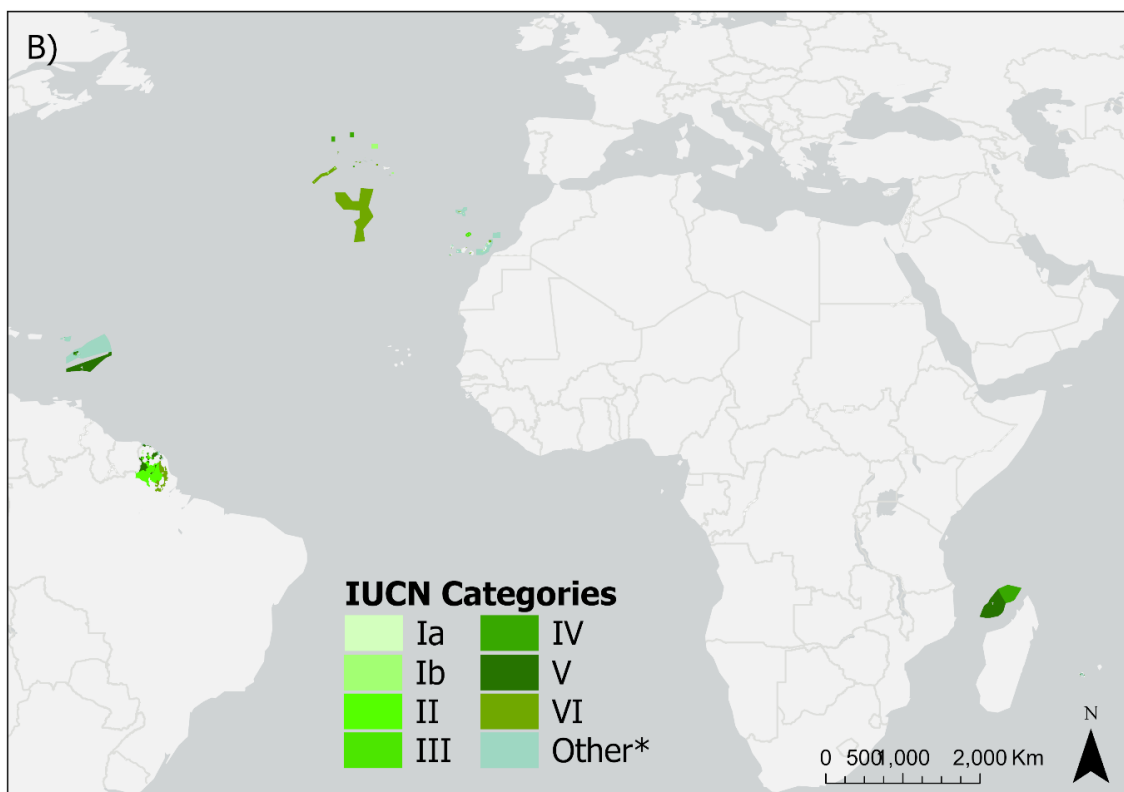 B)
IUCN Categories
Ia IV
Ib V
II VI
III Other*
N
0 500 1,000 2,000 Km